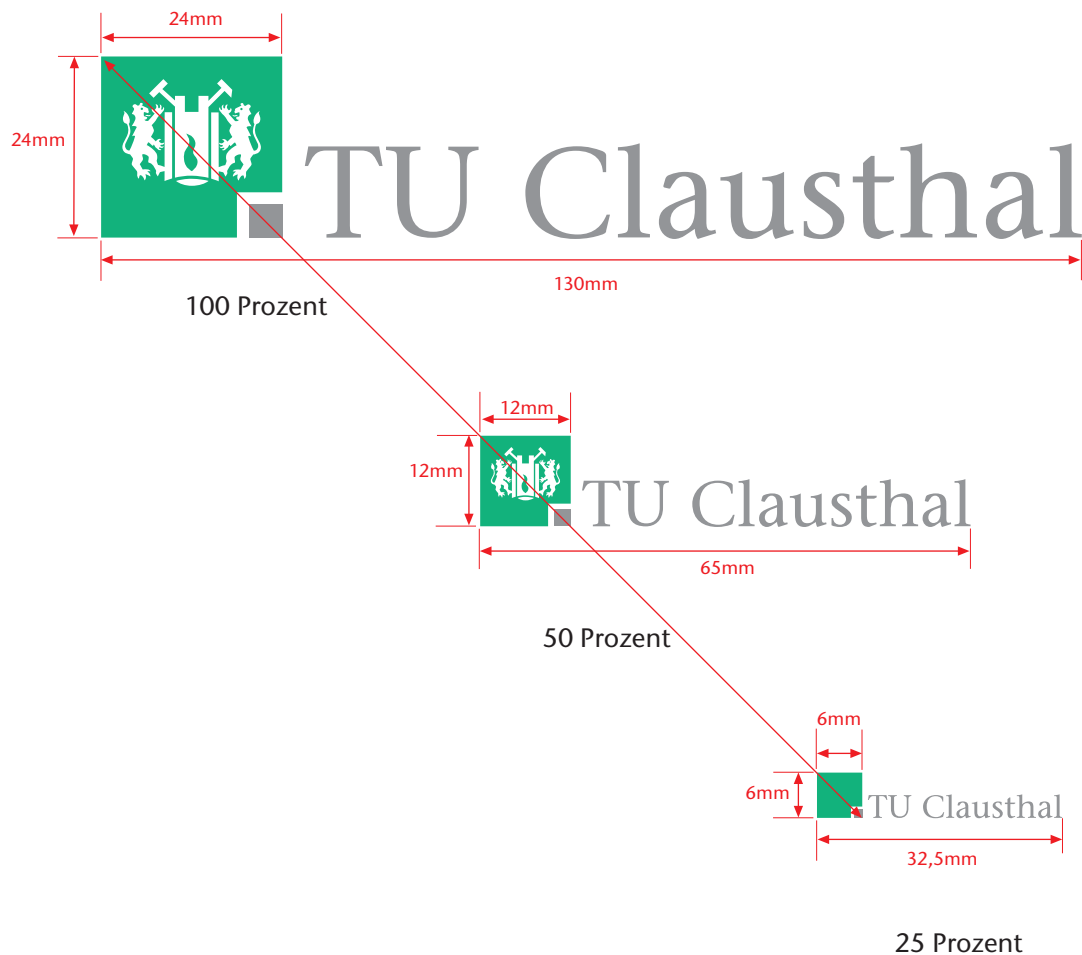 24mm
24mm
TU Clausthal
130mm
100 Prozent
12mm
12mm
TU Clausthal
65mm
50 Prozent
6mm
6mm
TU Clausthal
32,5mm
25 Prozent